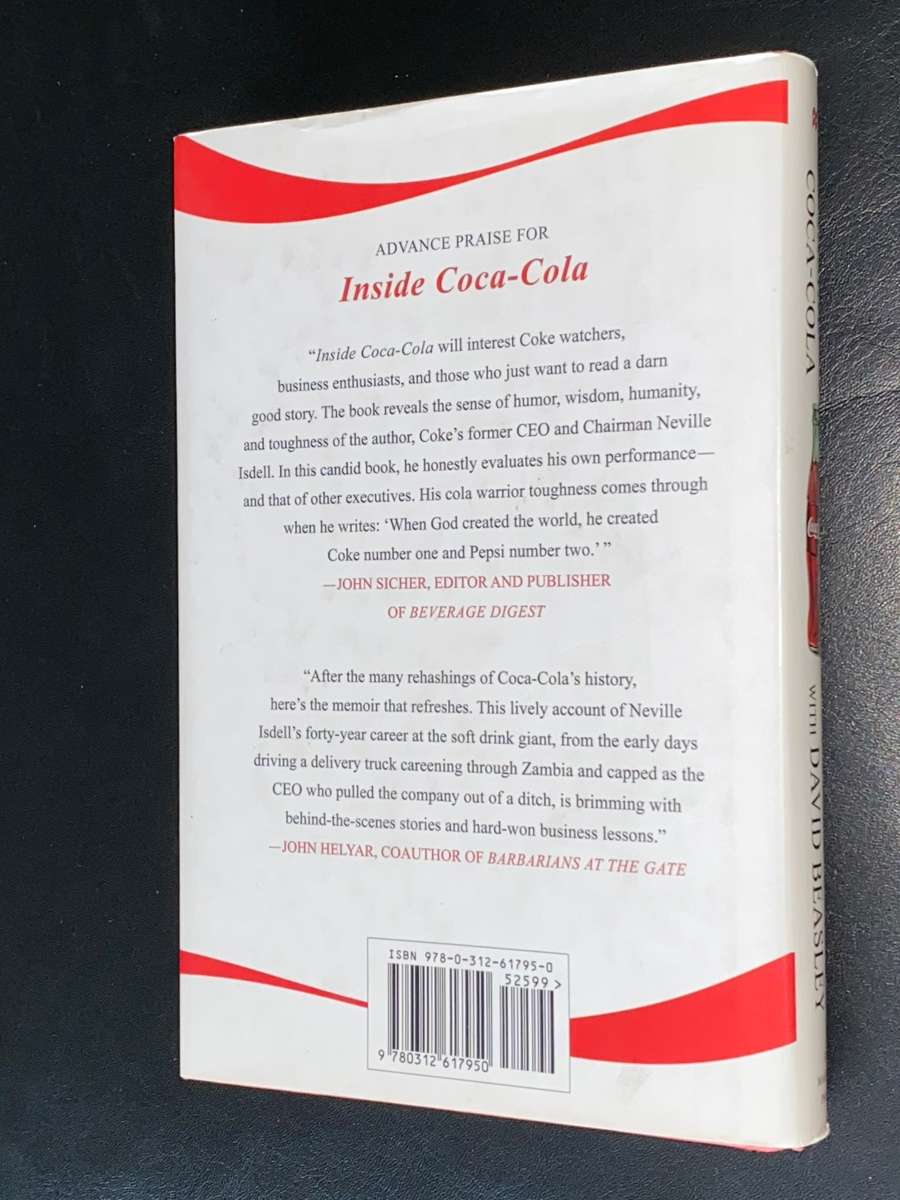 ADVANCE PRAISE FOR
Inside Coca-Cola
“Inside Coca-Cola will interest Coke watchers,
business enthusiasts, and those who just want to read a darn
good story. The book reveals the sense of humor, wisdom, humanity,
and toughness of the author, Coke’s former CEO and Chairman Neville
Isdell. In this candid book, he honestly evaluates his own performance—
and that of other executives. His cola warrior toughness comes through
when he writes: ‘When God created the world, he created
Coke number one and Pepsi number two.’ ”
—JOHN SICHER, EDITOR AND PUBLISHER
OF BEVERAGE DIGEST
“After the many rehashings of Coca-Cola’s history,
here’s the memoir that refreshes. This lively account of Neville
Isdell’s forty-year career at the soft drink giant, from the early days
driving a delivery truck careening through Zambia and capped as the
CEO who pulled the company out of a ditch, is brimming with
behind-the-scenes stories and hard-won business lessons.”
—JOHN HELYAR, COAUTHOR OF BARBARIANS AT THE GATE
ISBN 978-0-312-61795-0
52599 >
9 780312 617950
COCA-COLA
WITH DAVID BEASLEY